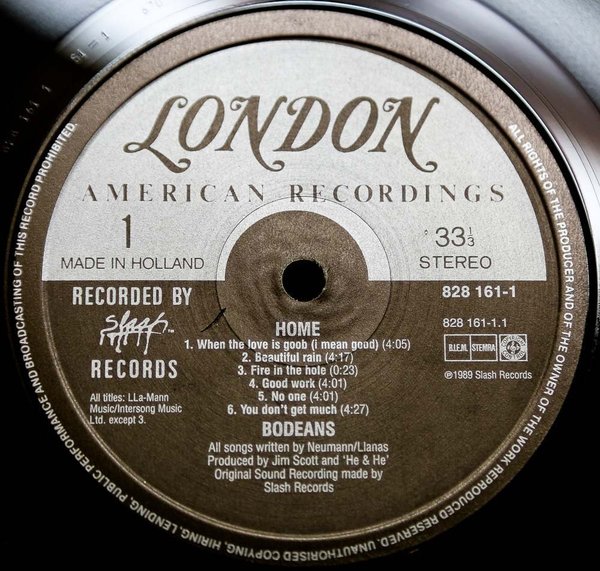 LONDON
AMERICAN RECORDINGS
1
33 1/3
MADE IN HOLLAND
STEREO
RECORDED BY
Slash™
RECORDS
All titles: LLa-Mann
Music/Intersong Music
Ltd. except 3.
828 161-1
828 161-1.1
B.I.E.M.
STEMRA
℗1989 Slash Records
HOME
1. When the love is goob (i mean good) (4:05)
2. Beautiful rain (4:17)
3. Fire in the hole (0:23)
4. Good work (4:01)
5. No one (4:01)
6. You don't get much (4:27)
BODEANS
All songs written by Neumann/Llanas
Produced by Jim Scott and 'He & He'
Original Sound Recording made by
Slash Records
ALL RIGHTS OF THE PRODUCER AND OF THE OWNER OF THE WORK REPRODUCED RESERVED. UNAUTHORISED COPYING, HIRING, LENDING, PUBLIC PERFORMANCE AND BROADCASTING OF THIS RECORD PROHIBITED.